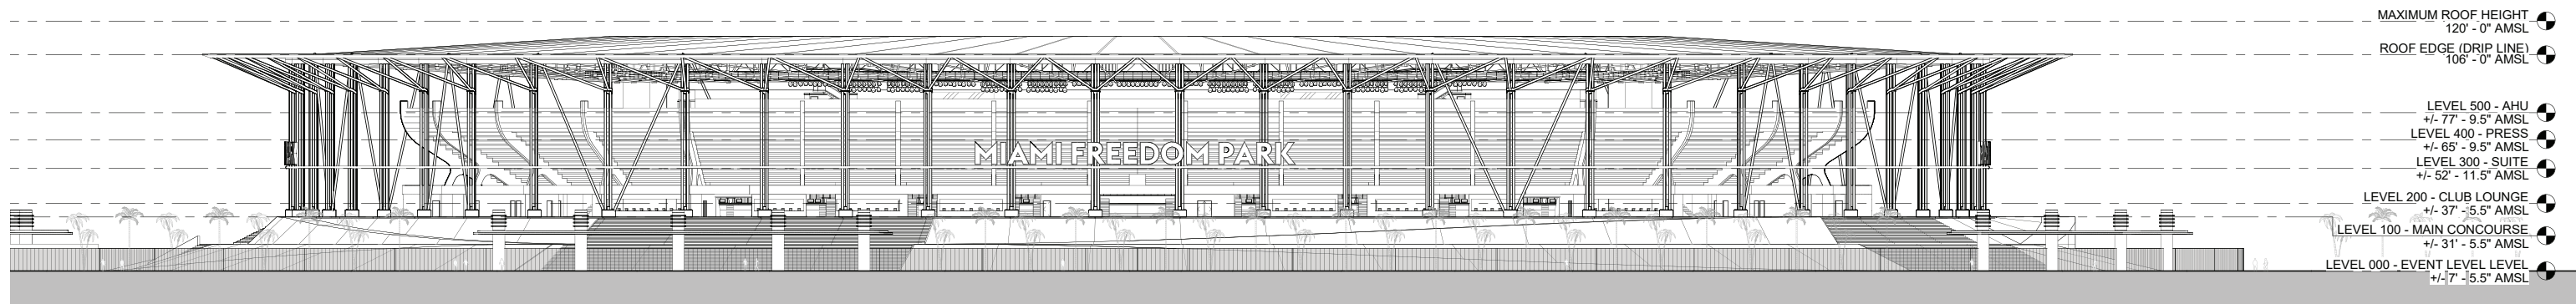 MAXIMUM ROOF HEIGHT
120' - 0" AMSL
ROOF EDGE (DRIP LINE)
106' - 0" AMSL
LEVEL 500 - AHU
+/- 77' - 9.5" AMSL
LEVEL 400 - PRESS
+/- 65' - 9.5" AMSL
MIAMI FREEDOM PARK
LEVEL 300 - SUITE
+/- 52' - 11.5" AMSL
LEVEL 200 - CLUB LOUNGE
+/- 37' - 5.5" AMSL
LEVEL 100 - MAIN CONCOURSE
+/- 31' - 5.5" AMSL
LEVEL 000 - EVENT LEVEL LEVEL
+/- 7' - 5.5" AMSL